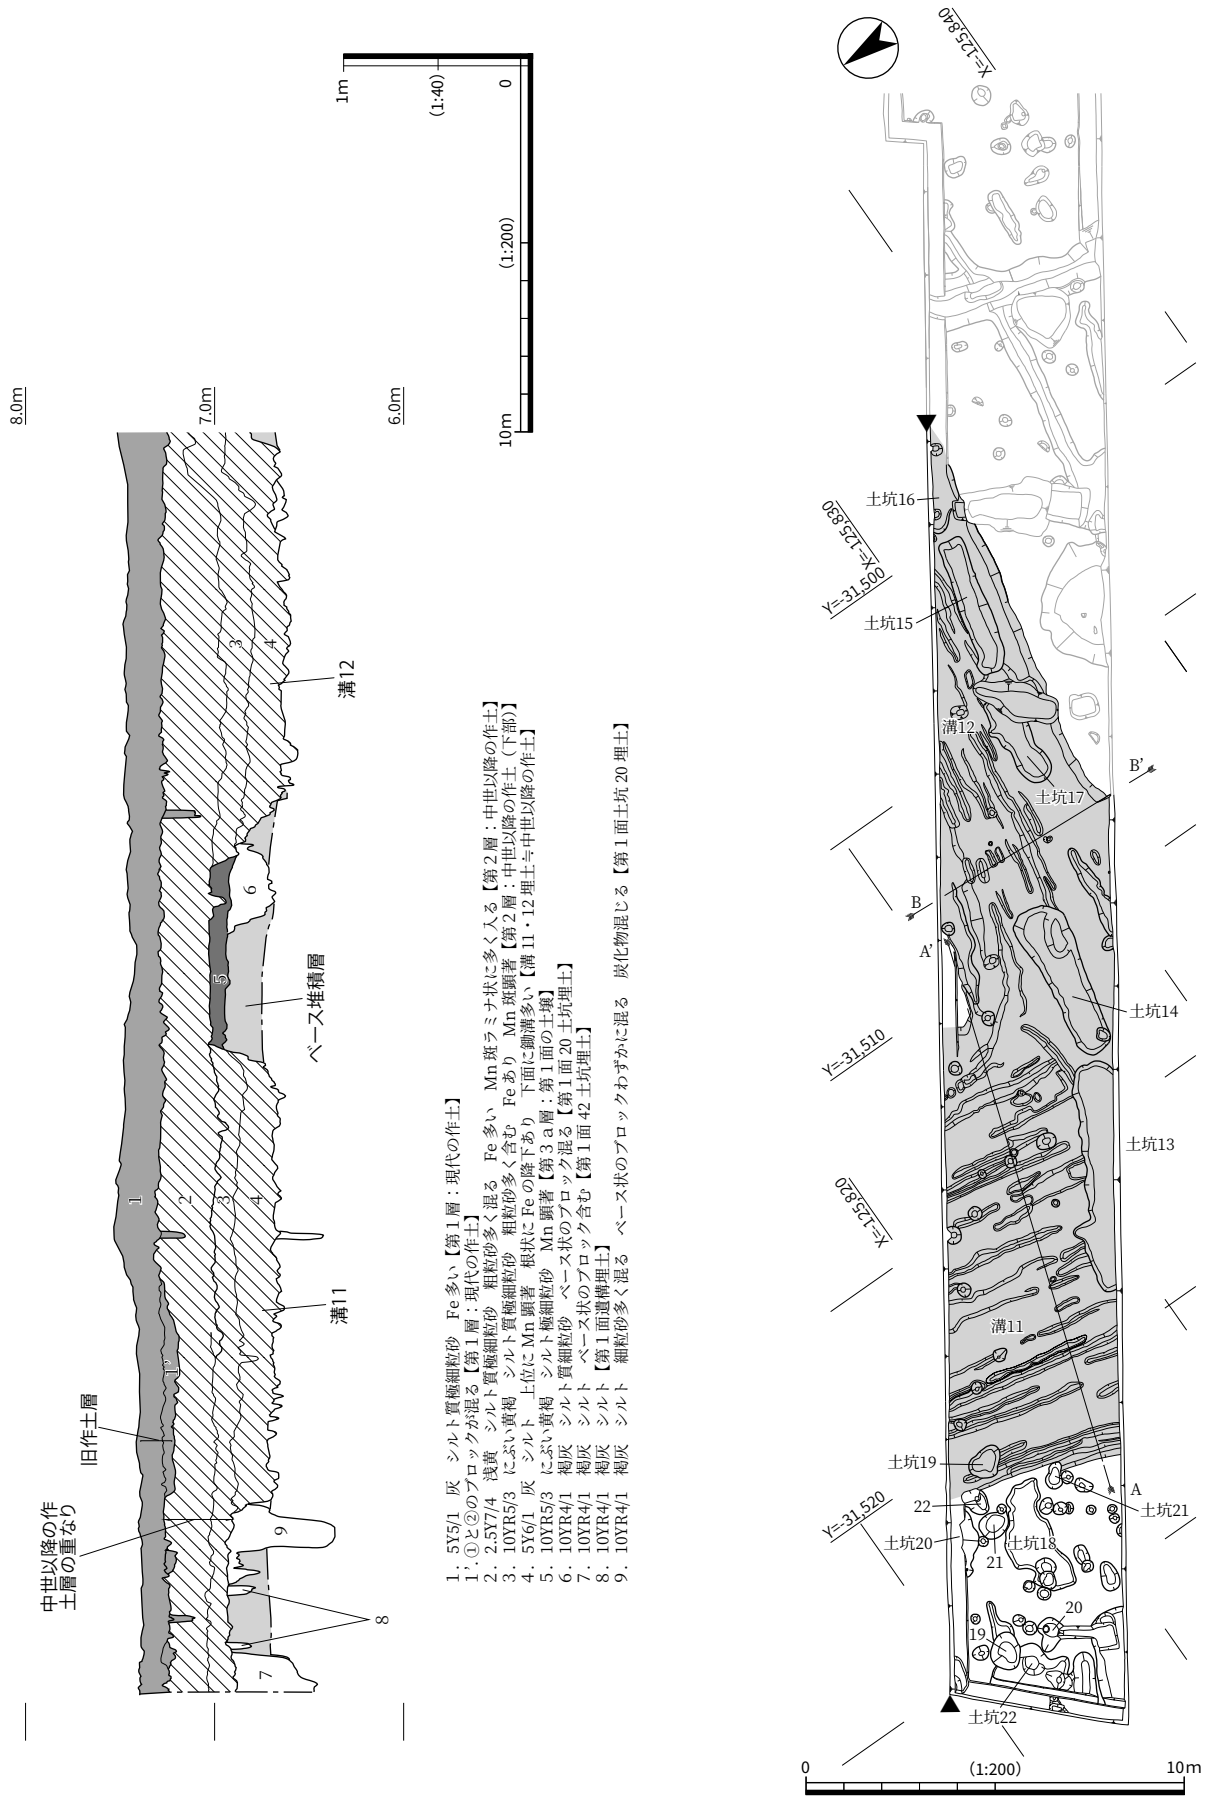 8.0m
7.0m
6.0m
1m
(1:40)
0
(1:200)
10m
1
1’
2
3
4
3
4
5
6
7
8
9
溝12
溝11
ベース堆積層
旧作土層
中世以降の作
土層の重なり
1．5Y5/1　灰　シルト質極細粒砂　Fe 多い【第１層：現代の作土】
1’．①と②のブロックが混る【第１層：現代の作土】
2．2.5Y7/4　浅黄　シルト質極細粒砂　粗粒砂多く混る　Fe 多い　Mn 斑ラミナ状に多く入る【第２層：中世以降の作土】
3．10YR5/3　にぶい黄褐　シルト質極細粒砂　粗粒砂多く含む　Fe あり　Mn 斑顕著【第２層：中世以降の作土（下部）】
4．5Y6/1　灰　シルト　上位に Mn 顕著　根状に Fe の降下あり　下面に鋤溝多い【溝 11・12 埋土≒中世以降の作土】
5．10YR5/3　にぶい黄褐　シルト極細粒砂　Mn 顕著【第３ａ層：第１面の土壌】
6．10YR4/1　褐灰　シルト質細粒砂　ベース状のブロック混る【第１面 20 土坑埋土】
7．10YR4/1　褐灰　シルト　ベース状のブロック含む【第１面 42 土坑埋土】
8．10YR4/1　褐灰　シルト　【第１面遺構埋土】
9．10YR4/1　褐灰　シルト　細粒砂多く混る　ベース状のブロックわずかに混る　炭化物混じる【第１面土坑 20 埋土】
X=-125,840
土坑16
X=-125,830
Y=-31,500
土坑15
溝12
土坑17
B’
B
A’
土坑14
Y=-31,510
土坑13
X=-125,820
溝11
土坑19
A
22
土坑21
Y=-31,520
土坑20
土坑18
21
20
19
土坑22
0
(1:200)
10m